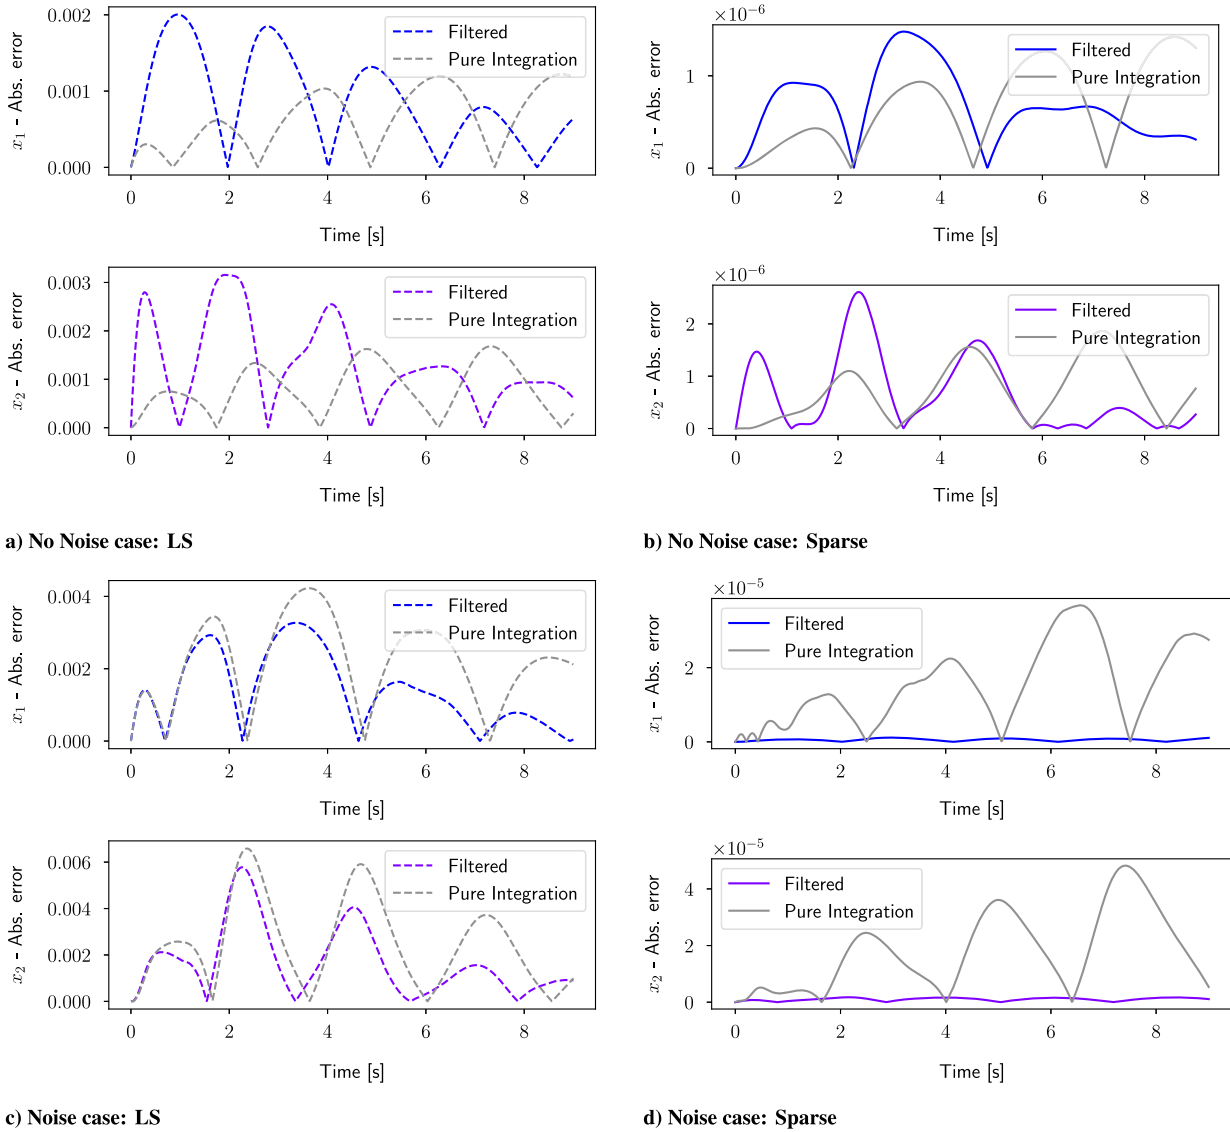 0.002
0.001
0.000
x₁ - Abs. error
Filtered
Pure Integration
0 2 4 6 8
Time [s]
×10⁻⁶
1
0
x₁ - Abs. error
Filtered
Pure Integration
0 2 4 6 8
Time [s]
0.003
0.002
0.001
0.000
x₂ - Abs. error
Filtered
Pure Integration
0 2 4 6 8
Time [s]
×10⁻⁶
2
1
0
x₂ - Abs. error
Filtered
Pure Integration
0 2 4 6 8
Time [s]
a) No Noise case: LS
b) No Noise case: Sparse
0.004
0.002
0.000
x₁ - Abs. error
Filtered
Pure Integration
0 2 4 6 8
Time [s]
×10⁻⁵
2
0
x₁ - Abs. error
Filtered
Pure Integration
0 2 4 6 8
Time [s]
0.006
0.004
0.002
0.000
x₂ - Abs. error
Filtered
Pure Integration
0 2 4 6 8
Time [s]
×10⁻⁵
4
2
0
x₂ - Abs. error
Filtered
Pure Integration
0 2 4 6 8
Time [s]
c) Noise case: LS
d) Noise case: Sparse